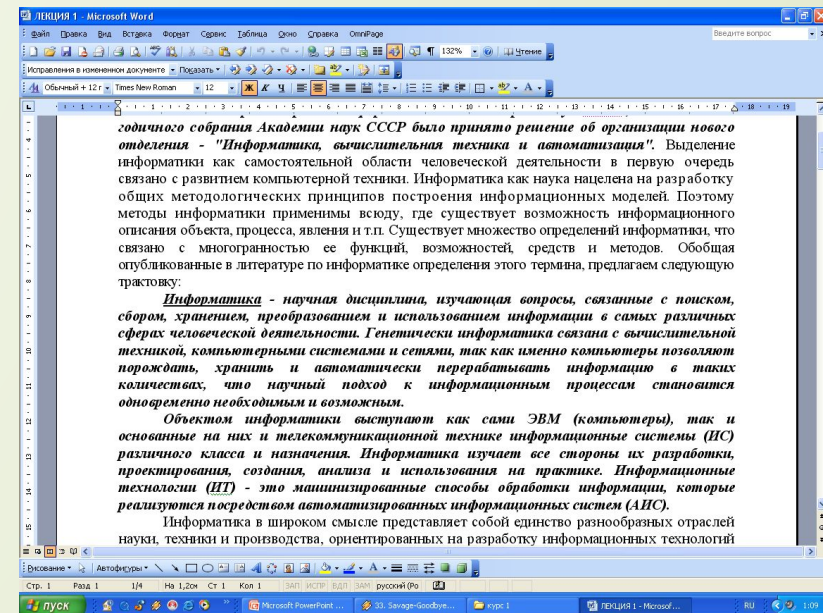 ЛЕКЦИЯ 1 - Microsoft Word
Файл Правка Вид Вставка Формат Сервис Таблица Окно Справка OmniPage
Введите вопрос
132%
Чтение
Исправления в измененном документе Показать
Обычный + 12 г Times New Roman 12 Ж К Ч
годичного собрания Академии наук СССР было принято решение об организации нового
отделения - "Информатика, вычислительная техника и автоматизация". Выделение
информатики как самостоятельной области человеческой деятельности в первую очередь
связано с развитием компьютерной техники. Информатика как наука нацелена на разработку
общих методологических принципов построения информационных моделей. Поэтому
методы информатики применимы всюду, где существует возможность информационного
описания объекта, процесса, явления и т.п. Существует множество определений информатики, что
связано с многогранностью ее функций, возможностей, средств и методов. Обобщая
опубликованные в литературе по информатике определения этого термина, предлагаем следующую
трактовку:
Информатика - научная дисциплина, изучающая вопросы, связанные с поиском,
сбором, хранением, преобразованием и использованием информации в самых различных
сферах человеческой деятельности. Генетически информатика связана с вычислительной
техникой, компьютерными системами и сетями, так как именно компьютеры позволяют
порождать, хранить и автоматически перерабатывать информацию в таких
количествах, что научный подход к информационным процессам становится
одновременно необходимым и возможным.
Объектом информатики выступают как сами ЭВМ (компьютеры), так и
основанные на них и телекоммуникационной технике информационные системы (ИС)
различного класса и назначения. Информатика изучает все стороны их разработки,
проектирования, создания, анализа и использования на практике. Информационные
технологии (ИТ) - это машинизированные способы обработки информации, которые
реализуются посредством автоматизированных информационных систем (АИС).
Информатика в широком смысле представляет собой единство разнообразных отраслей
науки, техники и производства, ориентированных на разработку информационных технологий
Рисование Автофигуры
Стр. 1 Разд 1 1/4 На 1,2см Ст 1 Кол 1 ЗАП ИСПР ВДЛ ЗАМ русский (Ро
пуск Microsoft PowerPoint ... 33. Savage-Goodbye... курс 1 ЛЕКЦИЯ 1 - Microsof... RU 1:09